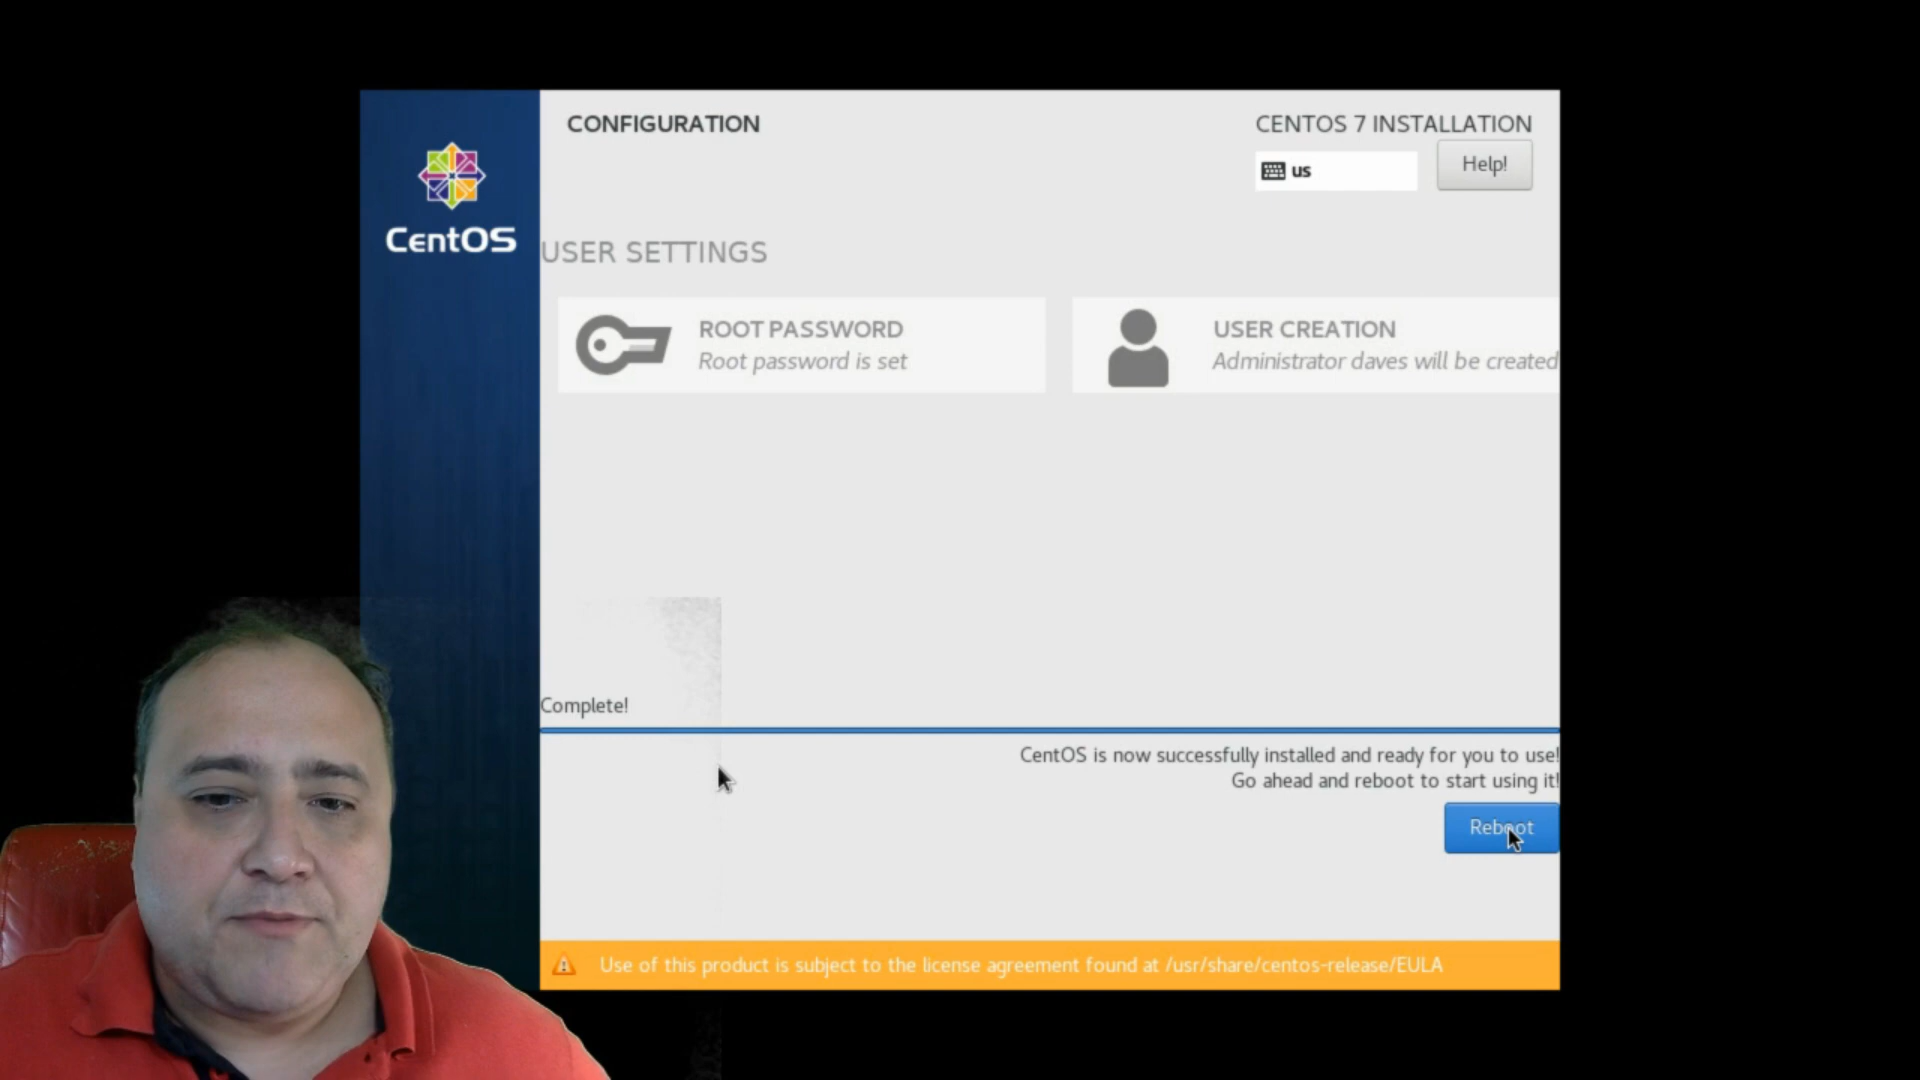 CONFIGURATION
CENTOS 7 INSTALLATION
us
Help!
CentOS
USER SETTINGS
ROOT PASSWORD
Root password is set
USER CREATION
Administrator daves will be created
Complete!
CentOS is now successfully installed and ready for you to use!
Go ahead and reboot to start using it!
Reboot
Use of this product is subject to the license agreement found at /usr/share/centos-release/EULA